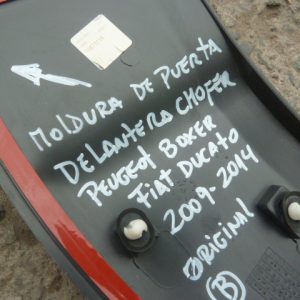 MOLDURA DE PUERTA
DELANTERA CHOFER
PEUGEOT BOXER
FIAT DUCATO
2009-2014
ORIGINAL
B